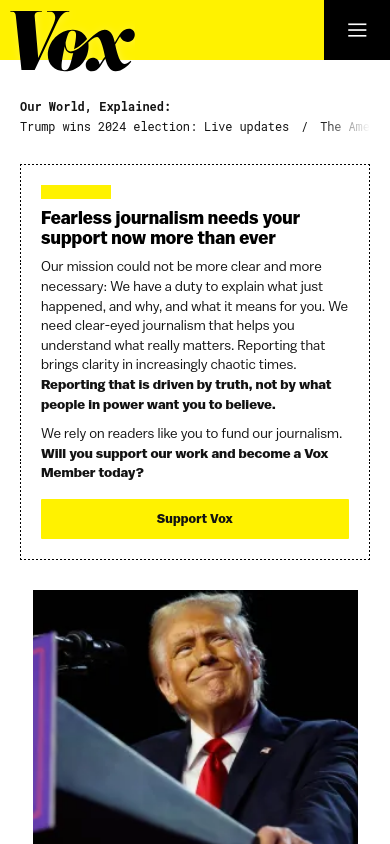 Vox
Our World, Explained:
Trump wins 2024 election: Live updates / The Ame
Fearless journalism needs your
support now more than ever
Our mission could not be more clear and more
necessary: We have a duty to explain what just
happened, and why, and what it means for you. We
need clear-eyed journalism that helps you
understand what really matters. Reporting that
brings clarity in increasingly chaotic times.
Reporting that is driven by truth, not by what
people in power want you to believe.
We rely on readers like you to fund our journalism.
Will you support our work and become a Vox
Member today?
Support Vox